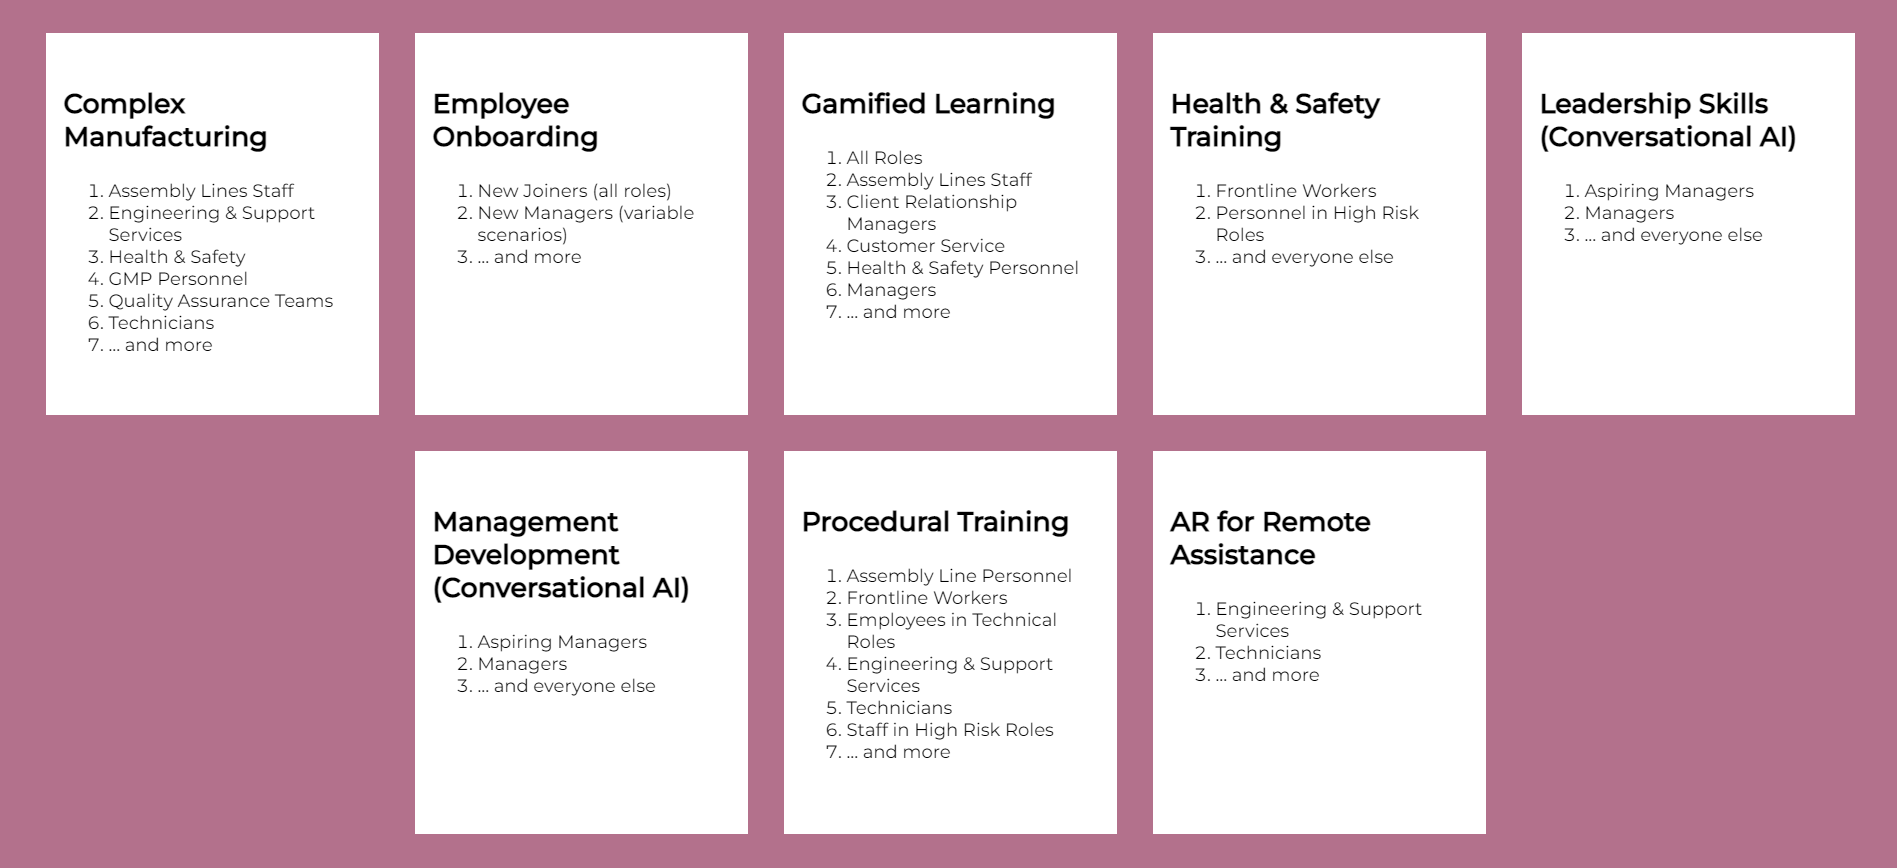 Complex
Manufacturing
1. Assembly Lines Staff
2. Engineering & Support
Services
3. Health & Safety
4. GMP Personnel
5. Quality Assurance Teams
6. Technicians
7. ... and more
Employee
Onboarding
1. New Joiners (all roles)
2. New Managers (variable
scenarios)
3. ... and more
Gamified Learning
1. All Roles
2. Assembly Lines Staff
3. Client Relationship
Managers
4. Customer Service
5. Health & Safety Personnel
6. Managers
7. ... and more
Health & Safety
Training
1. Frontline Workers
2. Personnel in High Risk
Roles
3. ... and everyone else
Leadership Skills
(Conversational AI)
1. Aspiring Managers
2. Managers
3. ... and everyone else
Management
Development
(Conversational AI)
1. Aspiring Managers
2. Managers
3. ... and everyone else
Procedural Training
1. Assembly Line Personnel
2. Frontline Workers
3. Employees in Technical
Roles
4. Engineering & Support
Services
5. Technicians
6. Staff in High Risk Roles
7. ... and more
AR for Remote
Assistance
1. Engineering & Support
Services
2. Technicians
3. ... and more